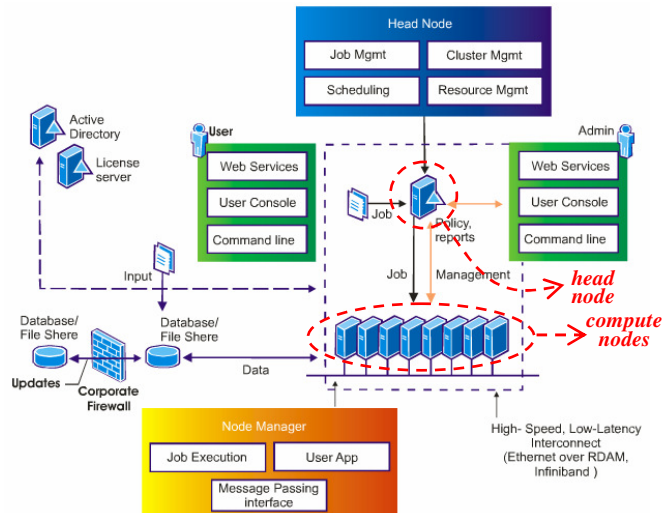 Head Node
Job Mgmt
Cluster Mgmt
Scheduling
Resource Mgmt
Active
Directory
License
server
User
Web Services
User Console
Command line
Admin
Web Services
User Console
Command line
Job
Policy,
reports
Job
Management
head
node
compute
nodes
Input
Database/
File Shere
Database/
File Shere
Updates
Corporate
Firewall
Data
Node Manager
Job Execution
User App
Message Passing
interface
High- Speed, Low-Latency
Interconnect
(Ethernet over RDAM,
Infiniband )